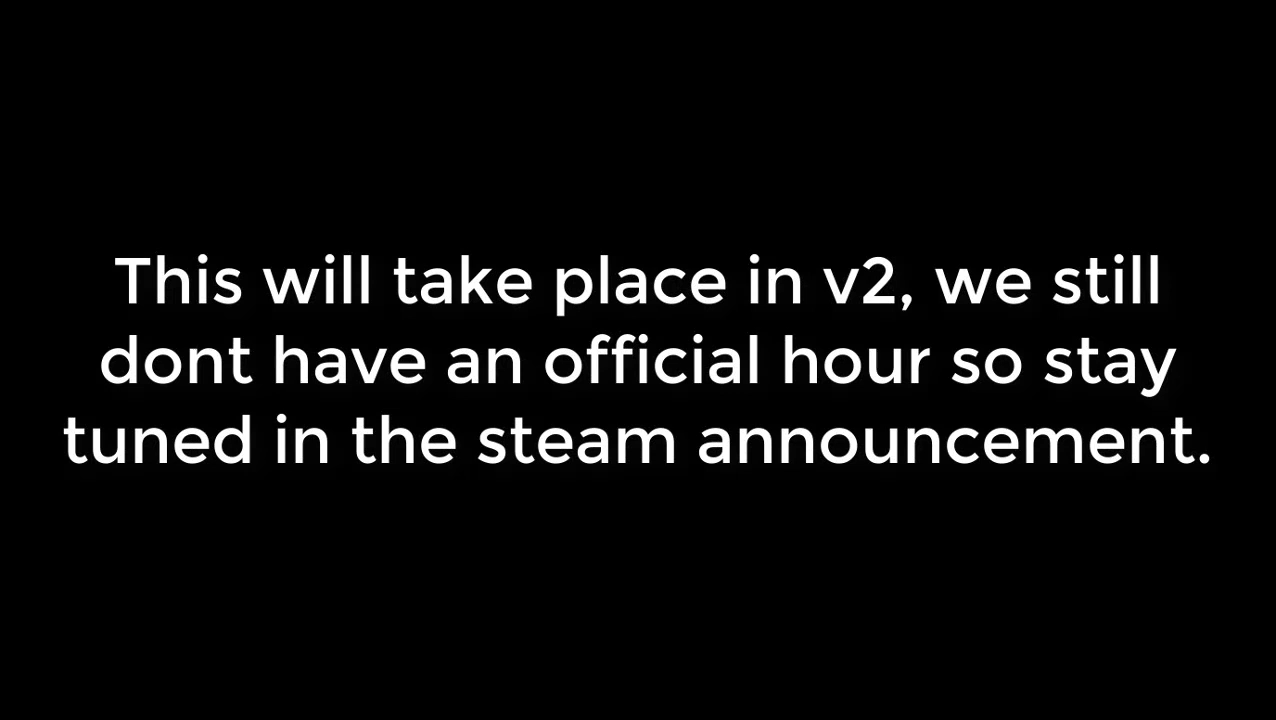 This will take place in v2, we still
dont have an official hour so stay
tuned in the steam announcement.